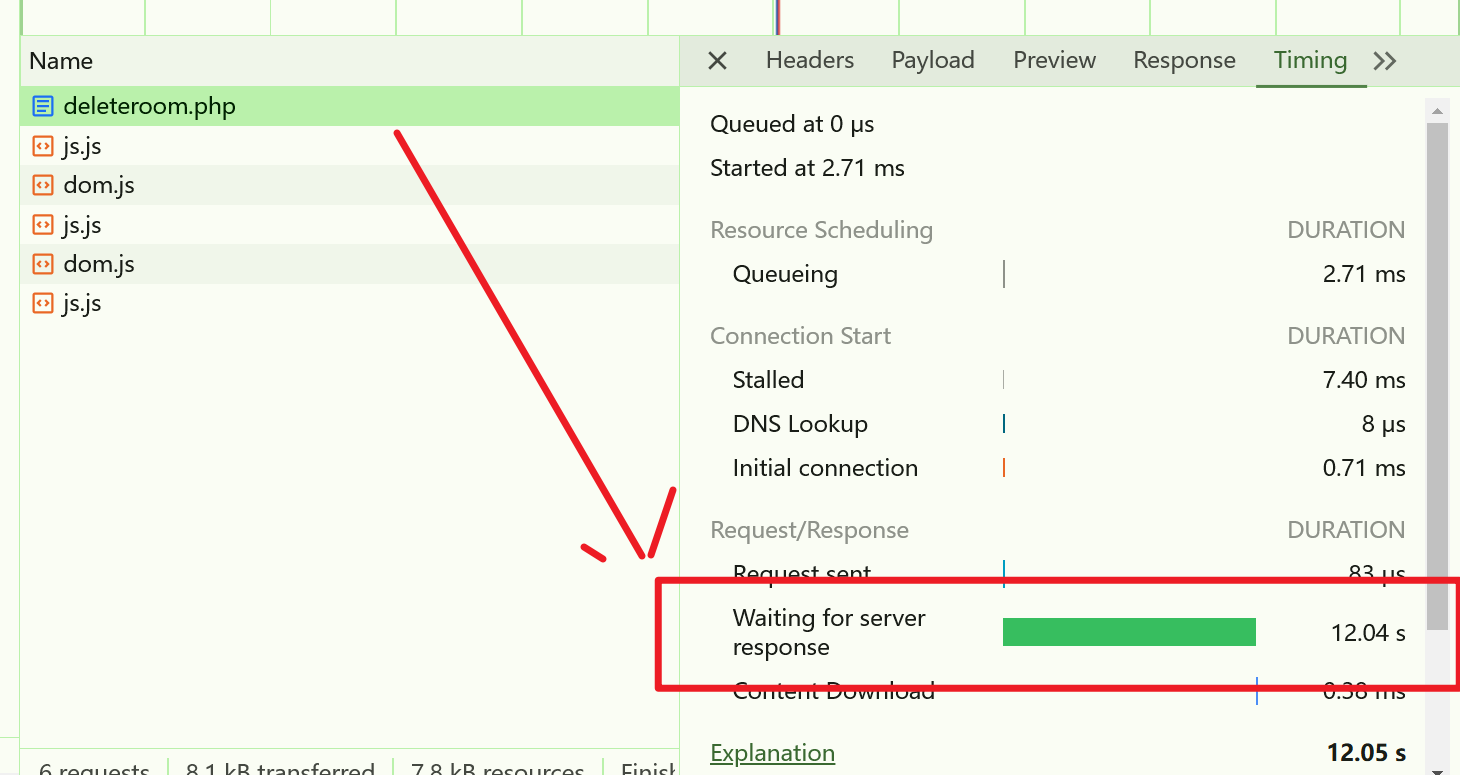 Name
Headers Payload Preview Response Timing
deleteroom.php
js.js
dom.js
js.js
dom.js
js.js
Queued at 0 μs
Started at 2.71 ms
Resource Scheduling DURATION
Queueing 2.71 ms
Connection Start DURATION
Stalled 7.40 ms
DNS Lookup 8 μs
Initial connection 0.71 ms
Request/Response DURATION
Request sent 83 μs
Waiting for server
response 12.04 s
Content Download 0.38 ms
Explanation 12.05 s
6 requests 8.1 kB transferred 7.8 kB resources